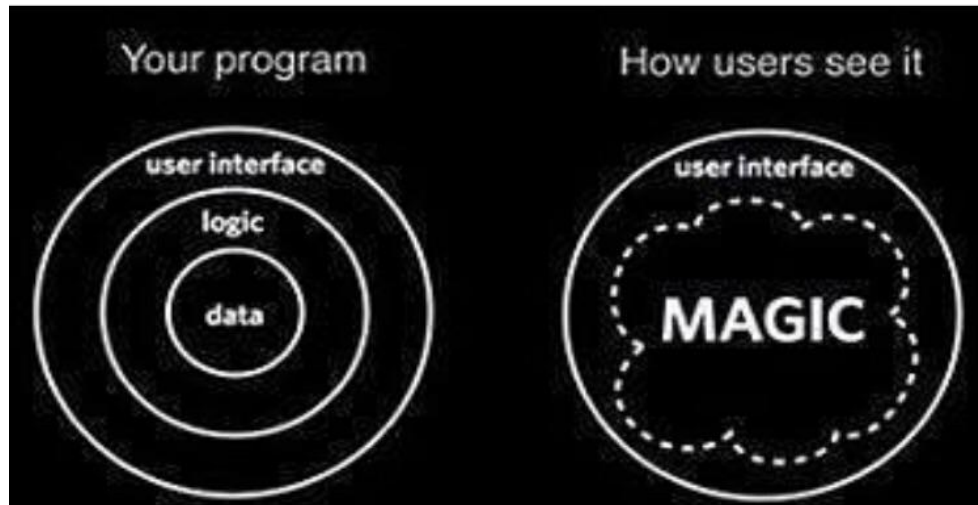 Your program
user interface
logic
data
How users see it
user interface
MAGIC